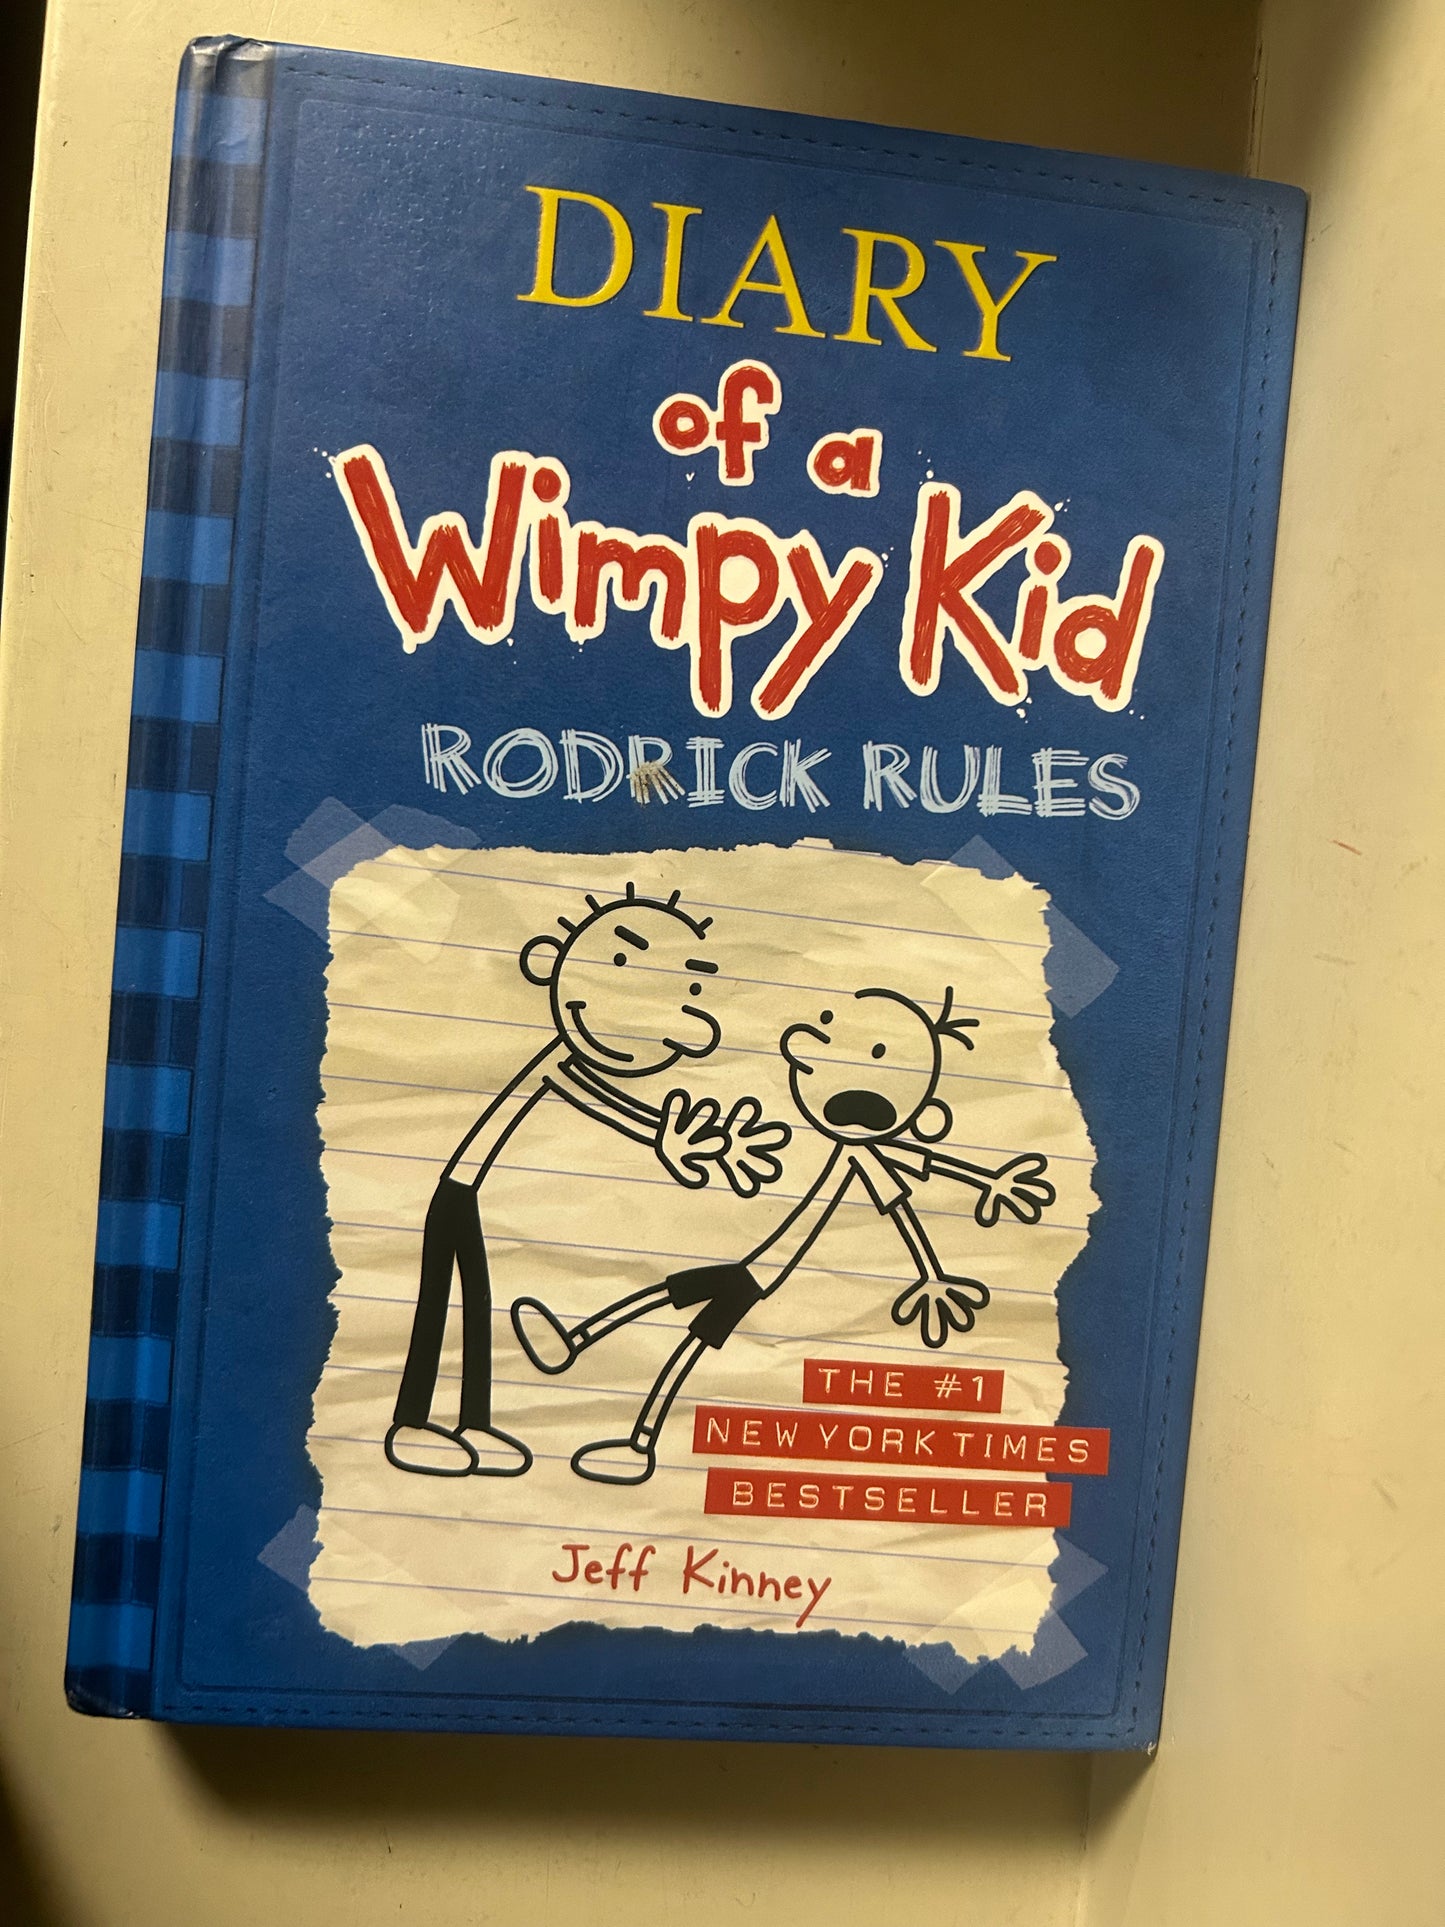 DIARY
of a
Wimpy Kid
RODRICK RULES
THE #1
NEW YORK TIMES
BESTSELLER
Jeff Kinney